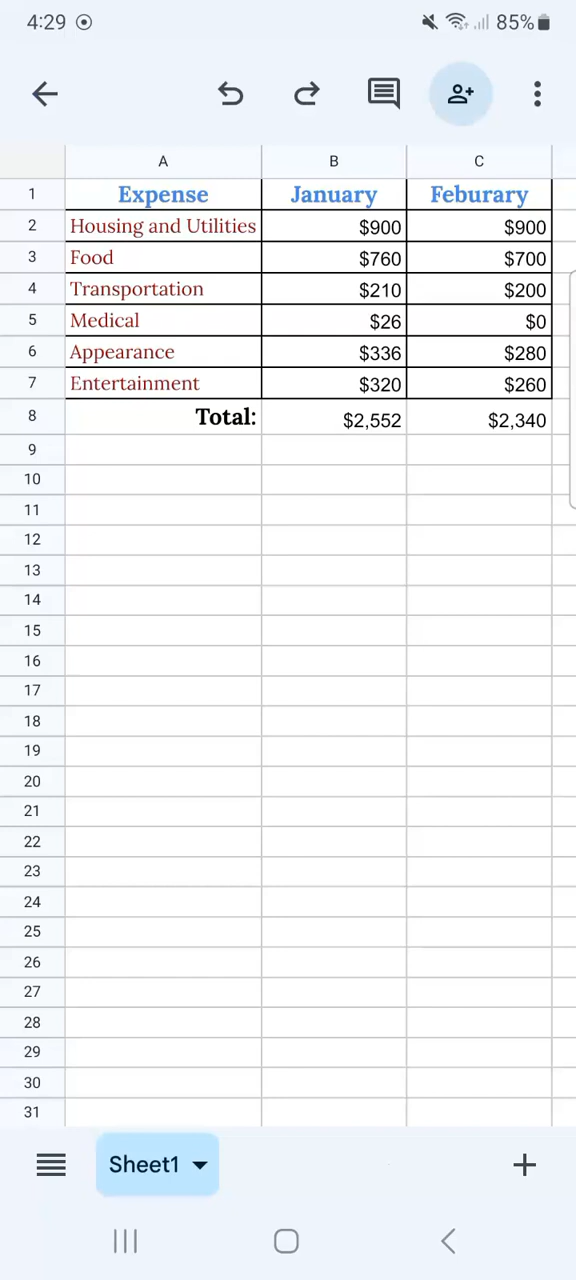 4:29 85%
A B C
1 Expense January Feburary
2 Housing and Utilities $900 $900
3 Food $760 $700
4 Transportation $210 $200
5 Medical $26 $0
6 Appearance $336 $280
7 Entertainment $320 $260
8 Total: $2,552 $2,340
9
10
11
12
13
14
15
16
17
18
19
20
21
22
23
24
25
26
27
28
29
30
31
Sheet1